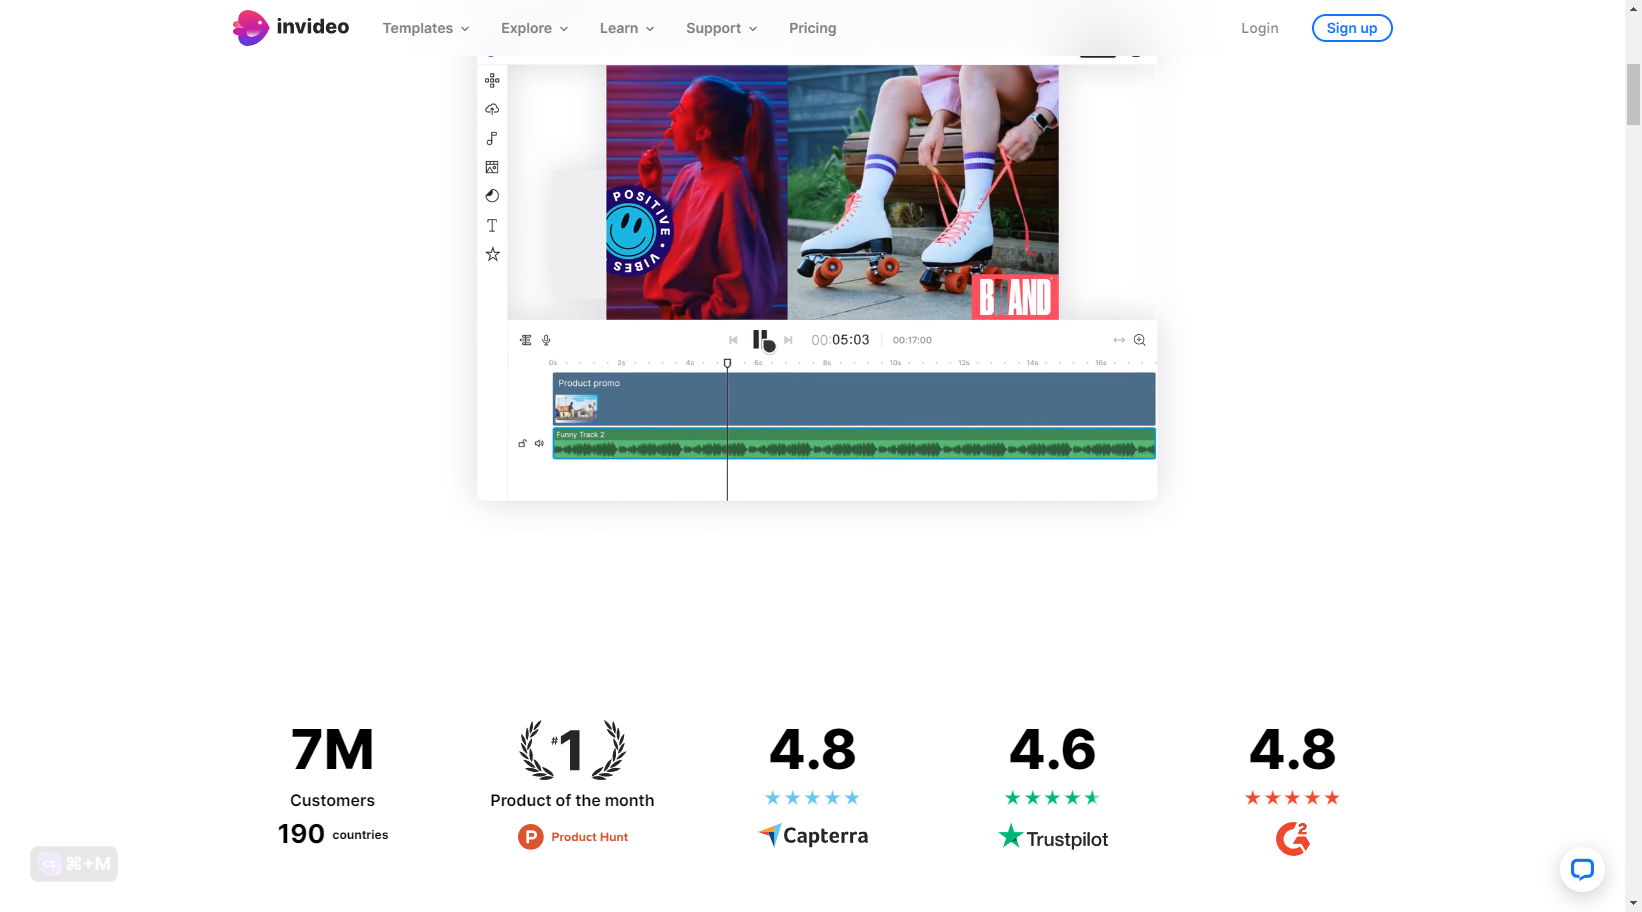 invideo
Templates
Explore
Learn
Support
Pricing
Login
Sign up
POSITIVE • VIBES
BRAND
00:05:03
00:17:00
0s 2s 4s 6s 8s 10s 12s 14s 16s
Product promo
Funny Track 2
7M
Customers
190 countries
#1
Product of the month
P Product Hunt
4.8
Capterra
4.6
Trustpilot
4.8
G2
CS ⌘+M